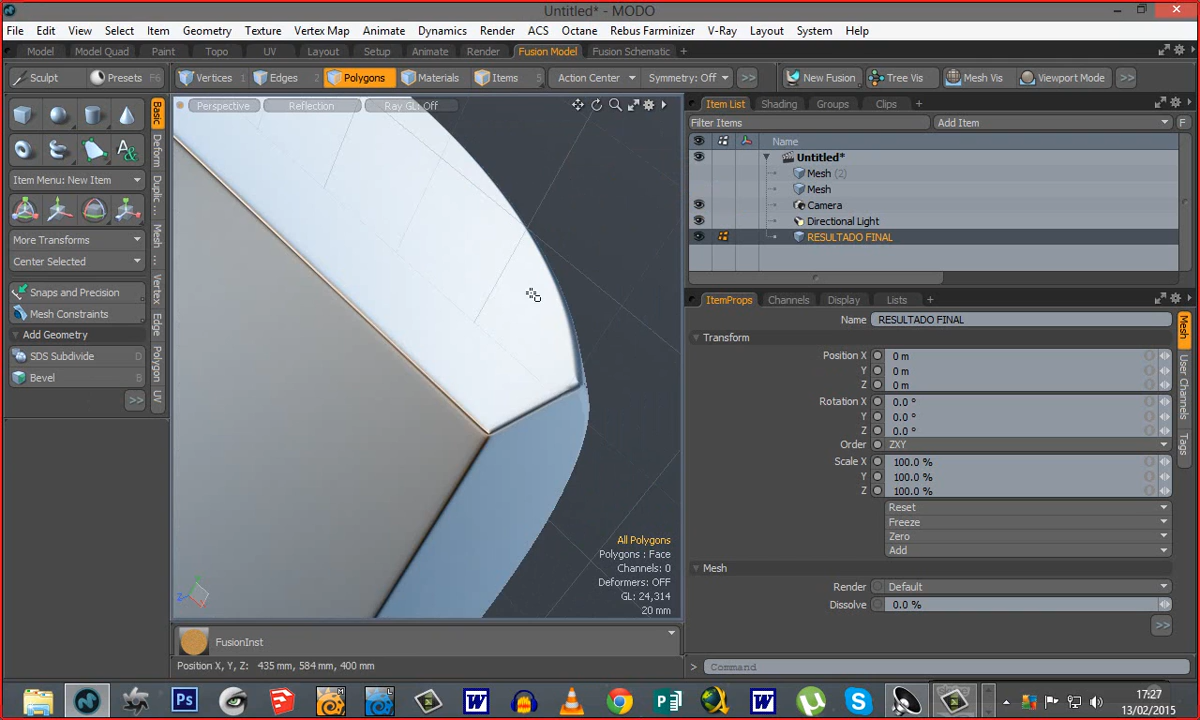 Untitled* - MODO
File Edit View Select Item Geometry Texture Vertex Map Animate Dynamics Render ACS Octane Rebus Farminizer V-Ray Layout System Help
Model Model Quad Paint Topo UV Layout Setup Animate Render Fusion Model Fusion Schematic +
Sculpt Presets F6 Vertices 1 Edges 2 Polygons Materials 4 Items 5 Action Center Symmetry: Off >> New Fusion Tree Vis Mesh Vis Viewport Mode >>
Perspective Reflection Ray GL: Off
Item List Shading Groups Clips +
Filter Items Add Item F
Name
Untitled*
Mesh (2)
Mesh
Camera
Directional Light
RESULTADO FINAL
Basic
Deform
Duplic ...
Mesh ...
Vertex
Edge
Polygon
UV
Item Menu: New Item
More Transforms
Center Selected
Snaps and Precision
Mesh Constraints
Add Geometry
SDS Subdivide D
Bevel B
>>
ItemProps Channels Display Lists +
Name RESULTADO FINAL
Transform
Position X 0 m
Y 0 m
Z 0 m
Rotation X 0.0 °
Y 0.0 °
Z 0.0 °
Order ZXY
Scale X 100.0 %
Y 100.0 %
Z 100.0 %
Reset
Freeze
Zero
Add
Mesh
Render Default
Dissolve 0.0 %
>>
Mesh
User Channels
Tags
All Polygons
Polygons : Face
Channels: 0
Deformers: OFF
GL: 24,314
20 mm
Z
FusionInst
Position X, Y, Z: 435 mm, 584 mm, 400 mm
> Command
Ps W W S
17:27
13/02/2015